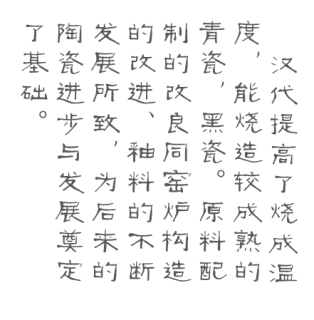 汉代提高了烧成温
度，能烧造较成熟的
青瓷，黑瓷。原料配
制的改良同窑炉构造
的改进、釉料的不断
发展所致，为后来的
陶瓷进步与发展奠定
了基础。